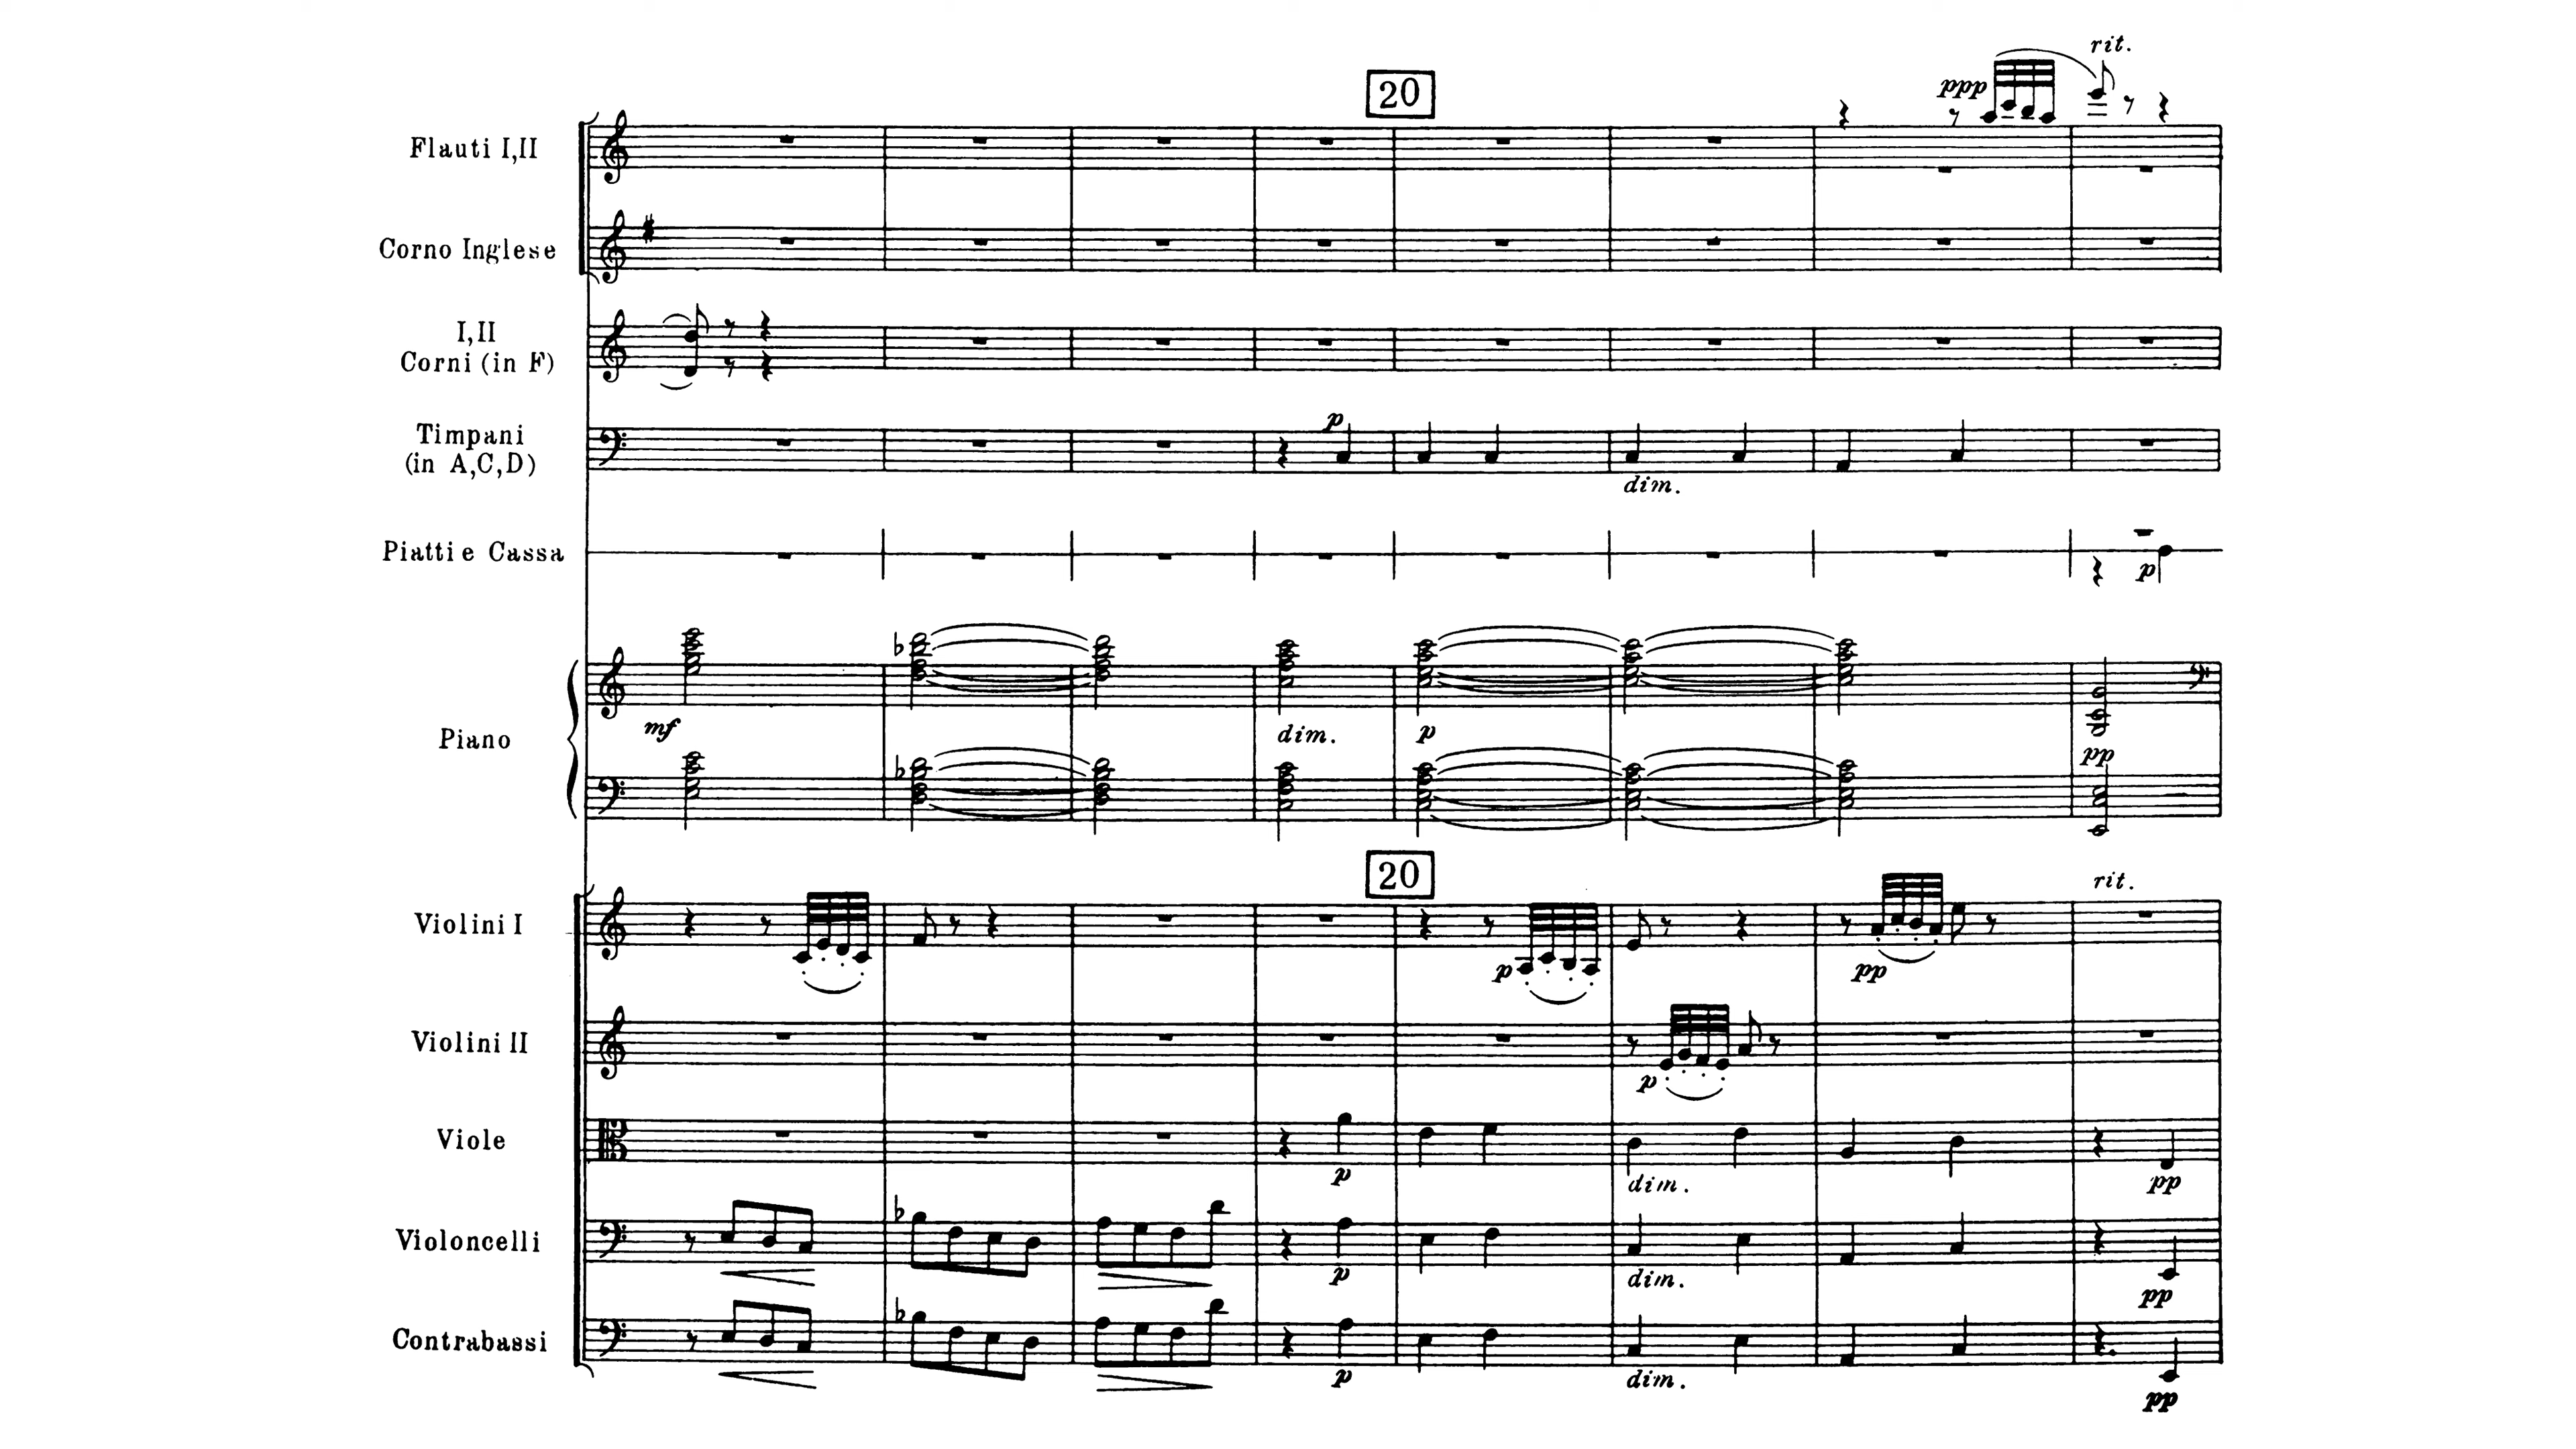 rit.
20
ppp
Flauti I,II
Corno Inglese
I,II
Corni (in F)
p
Timpani
(in A,C,D)
dim.
Piatti e Cassa
p
mf
dim.
p
Piano
pp
20
rit.
Violini I
p
pp
Violini II
p
Viole
p
dim.
pp
Violoncelli
p
dim.
pp
Contrabassi
p
dim.
pp